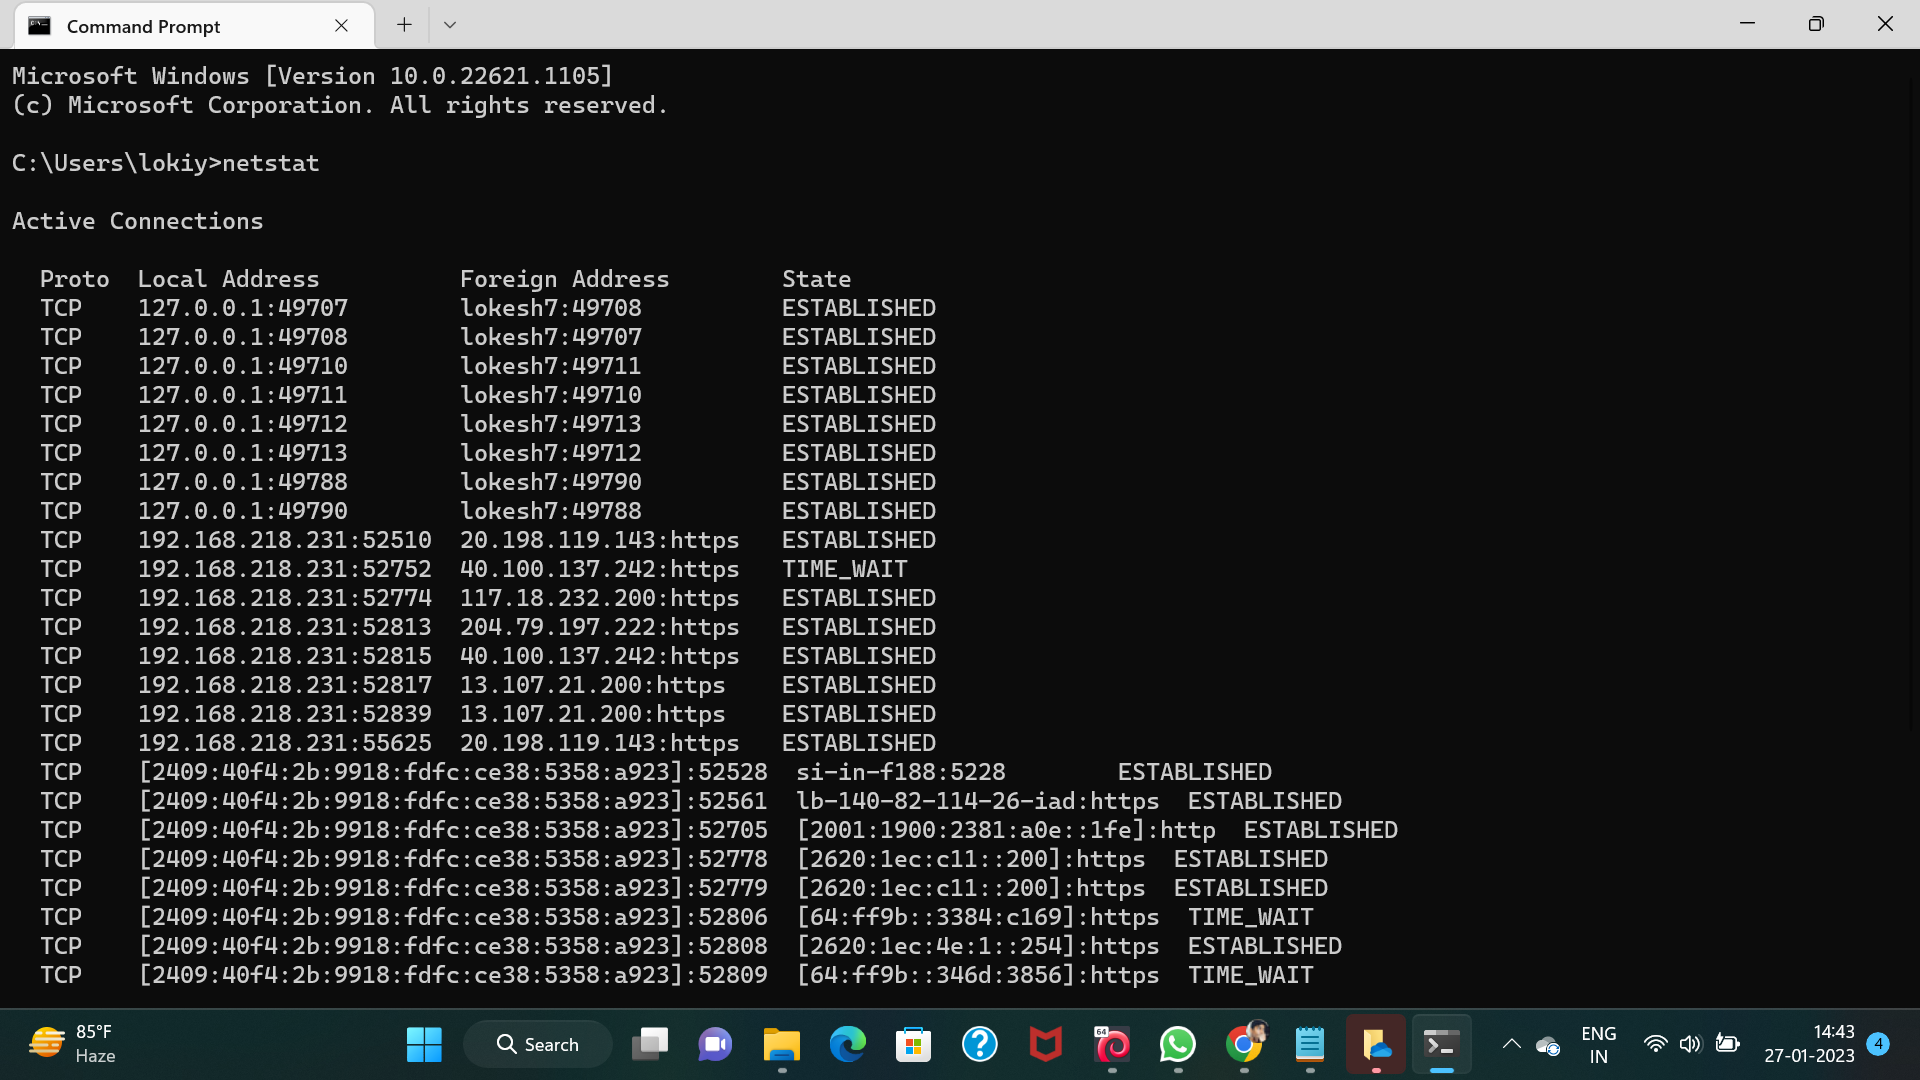 Command Prompt
Microsoft Windows [Version 10.0.22621.1105]
(c) Microsoft Corporation. All rights reserved.
C:\Users\lokiy>netstat
Active Connections
Proto  Local Address          Foreign Address        State
TCP    127.0.0.1:49707        lokesh7:49708          ESTABLISHED
TCP    127.0.0.1:49708        lokesh7:49707          ESTABLISHED
TCP    127.0.0.1:49710        lokesh7:49711          ESTABLISHED
TCP    127.0.0.1:49711        lokesh7:49710          ESTABLISHED
TCP    127.0.0.1:49712        lokesh7:49713          ESTABLISHED
TCP    127.0.0.1:49713        lokesh7:49712          ESTABLISHED
TCP    127.0.0.1:49788        lokesh7:49790          ESTABLISHED
TCP    127.0.0.1:49790        lokesh7:49788          ESTABLISHED
TCP    192.168.218.231:52510  20.198.119.143:https   ESTABLISHED
TCP    192.168.218.231:52752  40.100.137.242:https   TIME_WAIT
TCP    192.168.218.231:52774  117.18.232.200:https   ESTABLISHED
TCP    192.168.218.231:52813  204.79.197.222:https   ESTABLISHED
TCP    192.168.218.231:52815  40.100.137.242:https   ESTABLISHED
TCP    192.168.218.231:52817  13.107.21.200:https    ESTABLISHED
TCP    192.168.218.231:52839  13.107.21.200:https    ESTABLISHED
TCP    192.168.218.231:55625  20.198.119.143:https   ESTABLISHED
TCP    [2409:40f4:2b:9918:fdfc:ce38:5358:a923]:52528  si-in-f188:5228        ESTABLISHED
TCP    [2409:40f4:2b:9918:fdfc:ce38:5358:a923]:52561  lb-140-82-114-26-iad:https  ESTABLISHED
TCP    [2409:40f4:2b:9918:fdfc:ce38:5358:a923]:52705  [2001:1900:2381:a0e::1fe]:http  ESTABLISHED
TCP    [2409:40f4:2b:9918:fdfc:ce38:5358:a923]:52778  [2620:1ec:c11::200]:https  ESTABLISHED
TCP    [2409:40f4:2b:9918:fdfc:ce38:5358:a923]:52779  [2620:1ec:c11::200]:https  ESTABLISHED
TCP    [2409:40f4:2b:9918:fdfc:ce38:5358:a923]:52806  [64:ff9b::3384:c169]:https  TIME_WAIT
TCP    [2409:40f4:2b:9918:fdfc:ce38:5358:a923]:52808  [2620:1ec:4e:1::254]:https  ESTABLISHED
TCP    [2409:40f4:2b:9918:fdfc:ce38:5358:a923]:52809  [64:ff9b::346d:3856]:https  TIME_WAIT
85°F
Haze
Search
64
ENG
IN
14:43
27-01-2023
4